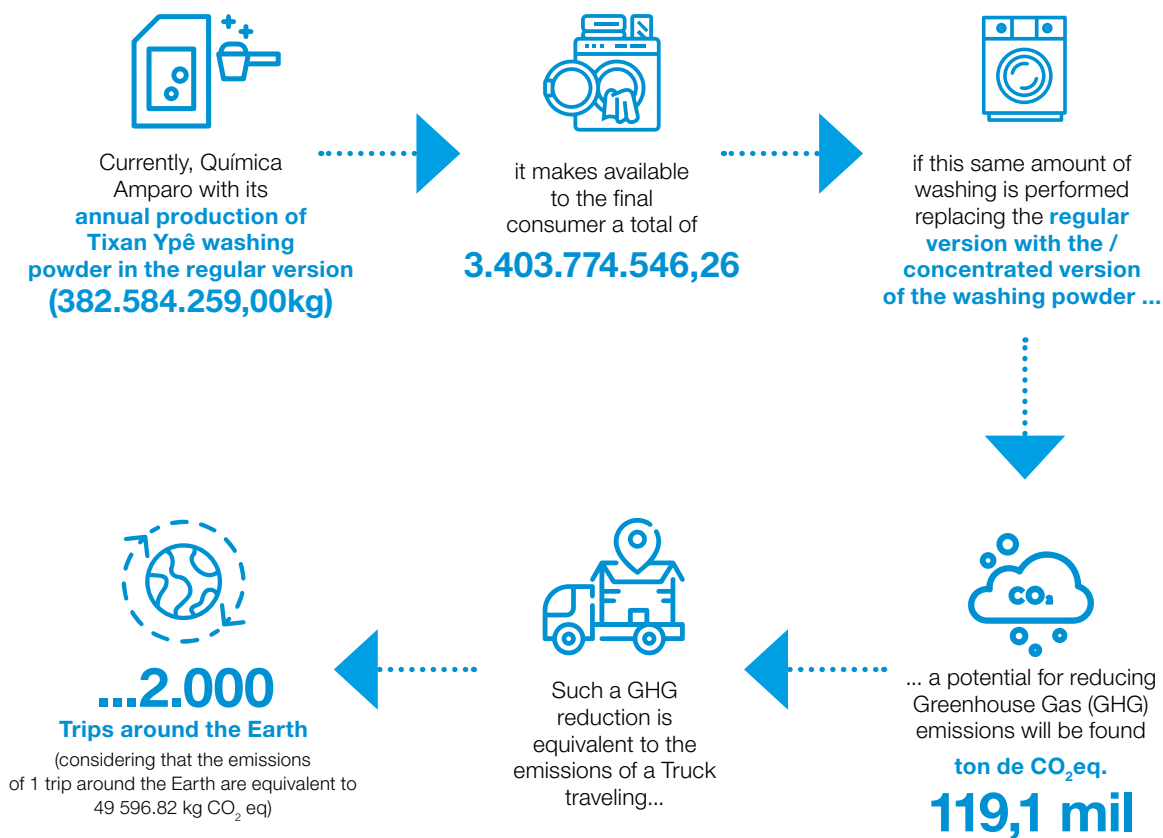 Currently, Química
Amparo with its
annual production of
Tixan Ypê washing
powder in the regular version
(382.584.259,00kg)
it makes available
to the final
consumer a total of
3.403.774.546,26
if this same amount of
washing is performed
replacing the regular
version with the /
concentrated version
of the washing powder ...
CO₂
... a potential for reducing
Greenhouse Gas (GHG)
emissions will be found
ton de CO₂eq.
119,1 mil
Such a GHG
reduction is
equivalent to the
emissions of a Truck
traveling...
...2.000
Trips around the Earth
(considering that the emissions
of 1 trip around the Earth are equivalent to
49 596.82 kg CO₂ eq)